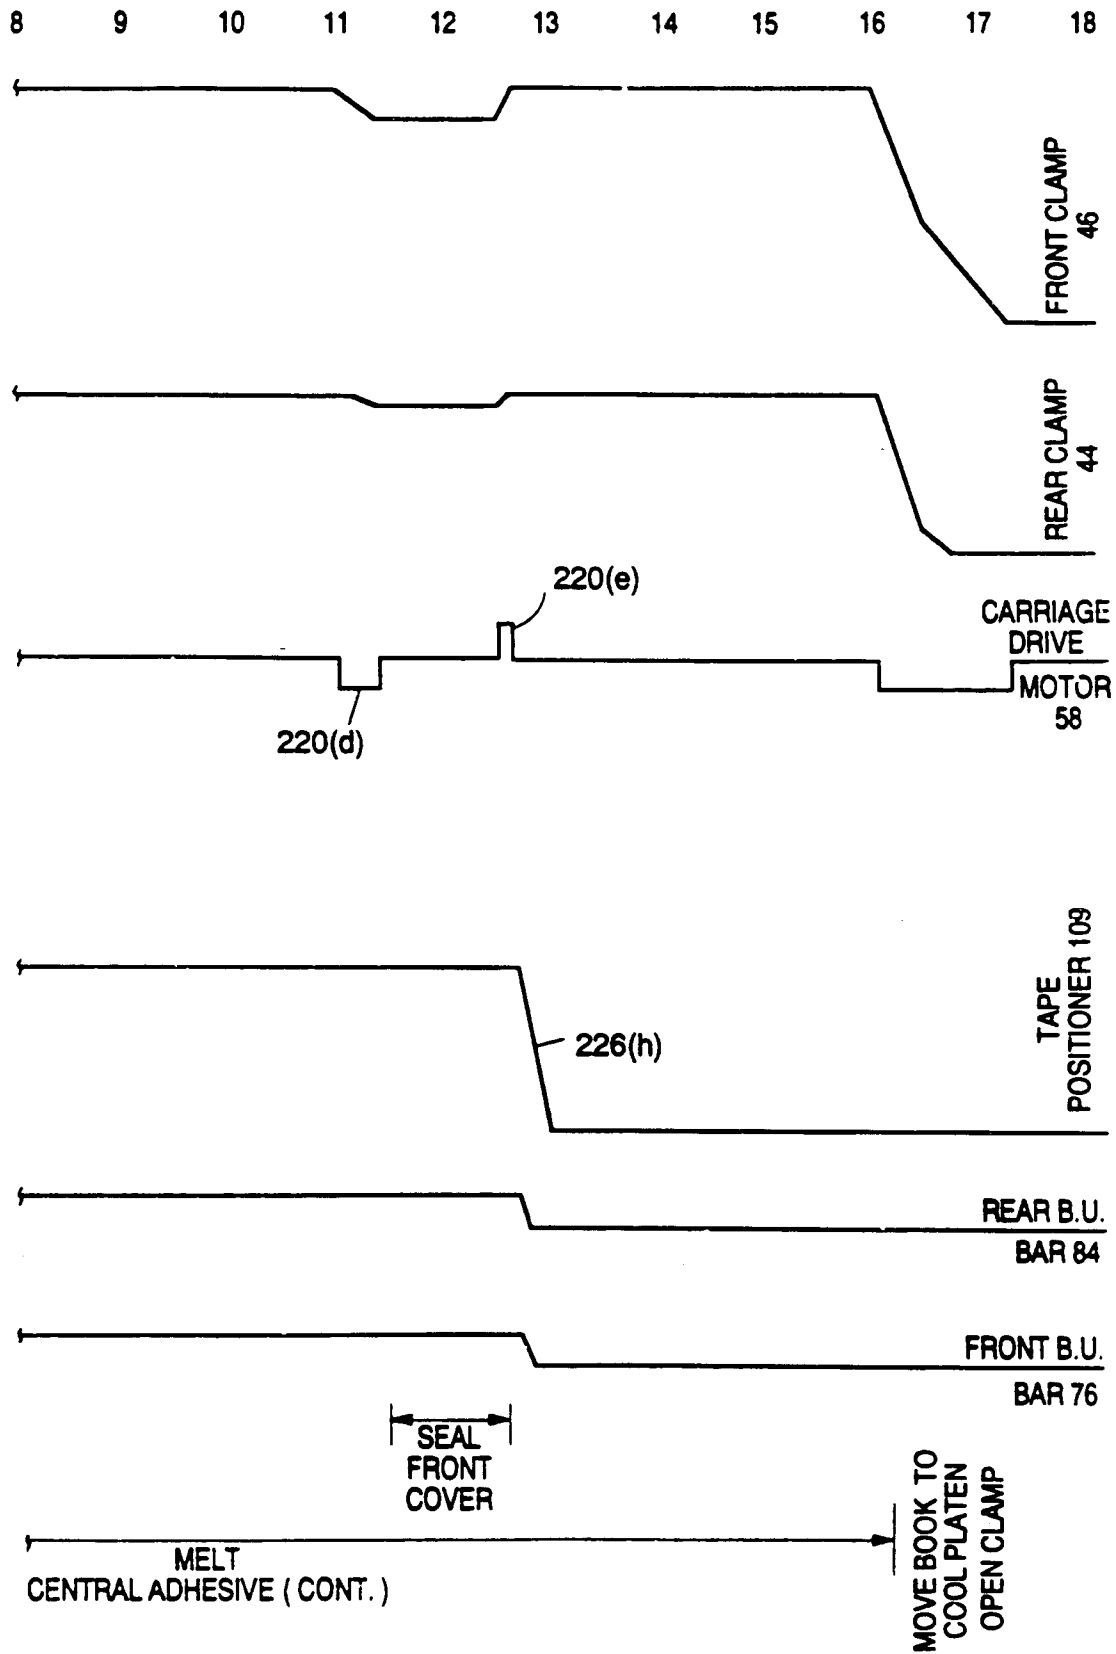 8 9 10 11 12 13 14 15 16 17 18
FRONT CLAMP
46
REAR CLAMP
44
220(e)
CARRIAGE
DRIVE
MOTOR
58
220(d)
TAPE
POSITIONER 109
226(h)
REAR B.U.
BAR 84
FRONT B.U.
BAR 76
SEAL
FRONT
COVER
MELT
CENTRAL ADHESIVE ( CONT. )
MOVE BOOK TO
COOL PLATEN
OPEN CLAMP